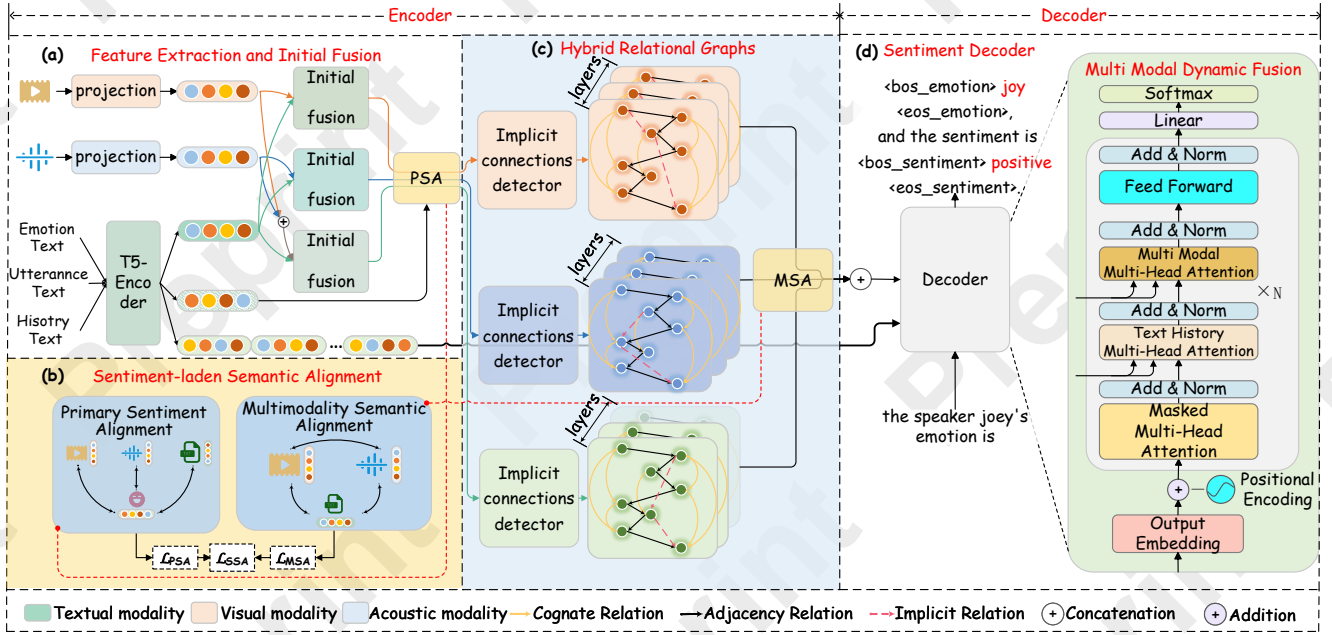 Encoder
Decoder
(a) Feature Extraction and Initial Fusion
projection
projection
Initial
fusion
Initial
fusion
Initial
fusion
PSA
Emotion
Text
Utterannce
Text
Hisotry
Text
T5-
Enco
der
...
(b) Sentiment-laden Semantic Alignment
Primary Sentiment
Alignment
Multimodality Semantic
Alignment
ℒPSA
ℒSSA
ℒMSA
(c) Hybrid Relational Graphs
layers
Implicit
connections
detector
layers
Implicit
connections
detector
layers
Implicit
connections
detector
MSA
(d) Sentiment Decoder
<bos_emotion> joy
<eos_emotion>,
and the sentiment is
<bos_sentiment> positive
<eos_sentiment>.
Decoder
the speaker joey's
emotion is
Multi Modal Dynamic Fusion
Softmax
Linear
Add & Norm
Feed Forward
Add & Norm
Multi Modal
Multi-Head Attention
×N
Add & Norm
Text History
Multi-Head Attention
Add & Norm
Masked
Multi-Head
Attention
Positional
Encoding
Output
Embedding
Textual modality
Visual modality
Acoustic modality
Cognate Relation
Adjacency Relation
Implicit Relation
Concatenation
Addition
Preprint